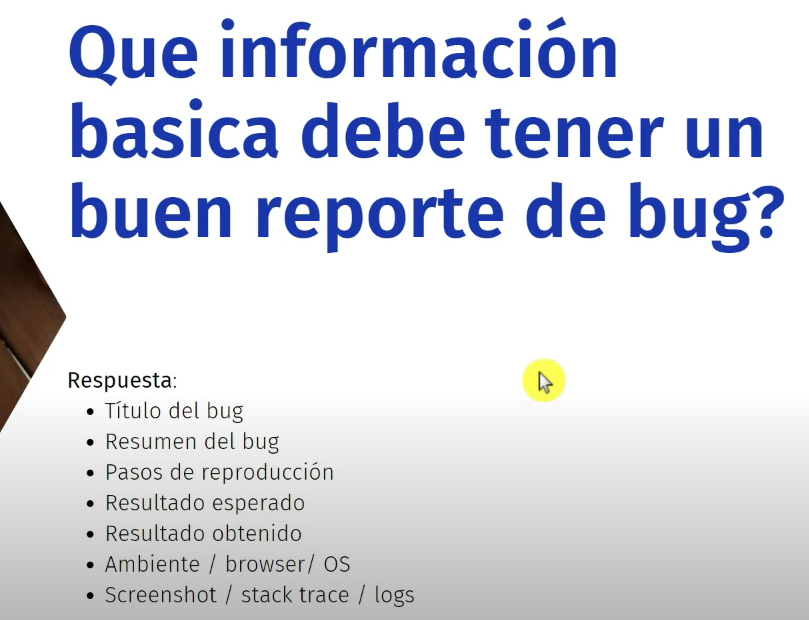 Que información
basica debe tener un
buen reporte de bug?
Respuesta:
• Título del bug
• Resumen del bug
• Pasos de reproducción
• Resultado esperado
• Resultado obtenido
• Ambiente / browser/ OS
• Screenshot / stack trace / logs